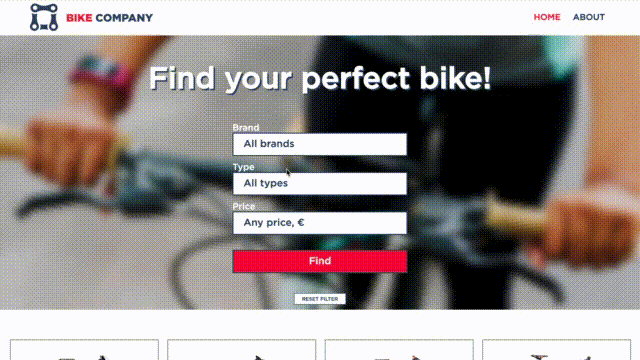 BIKE COMPANY
HOME ABOUT
Find your perfect bike!
Brand
All brands
Type
All types
Price
Any price, €
Find
RESET FILTER